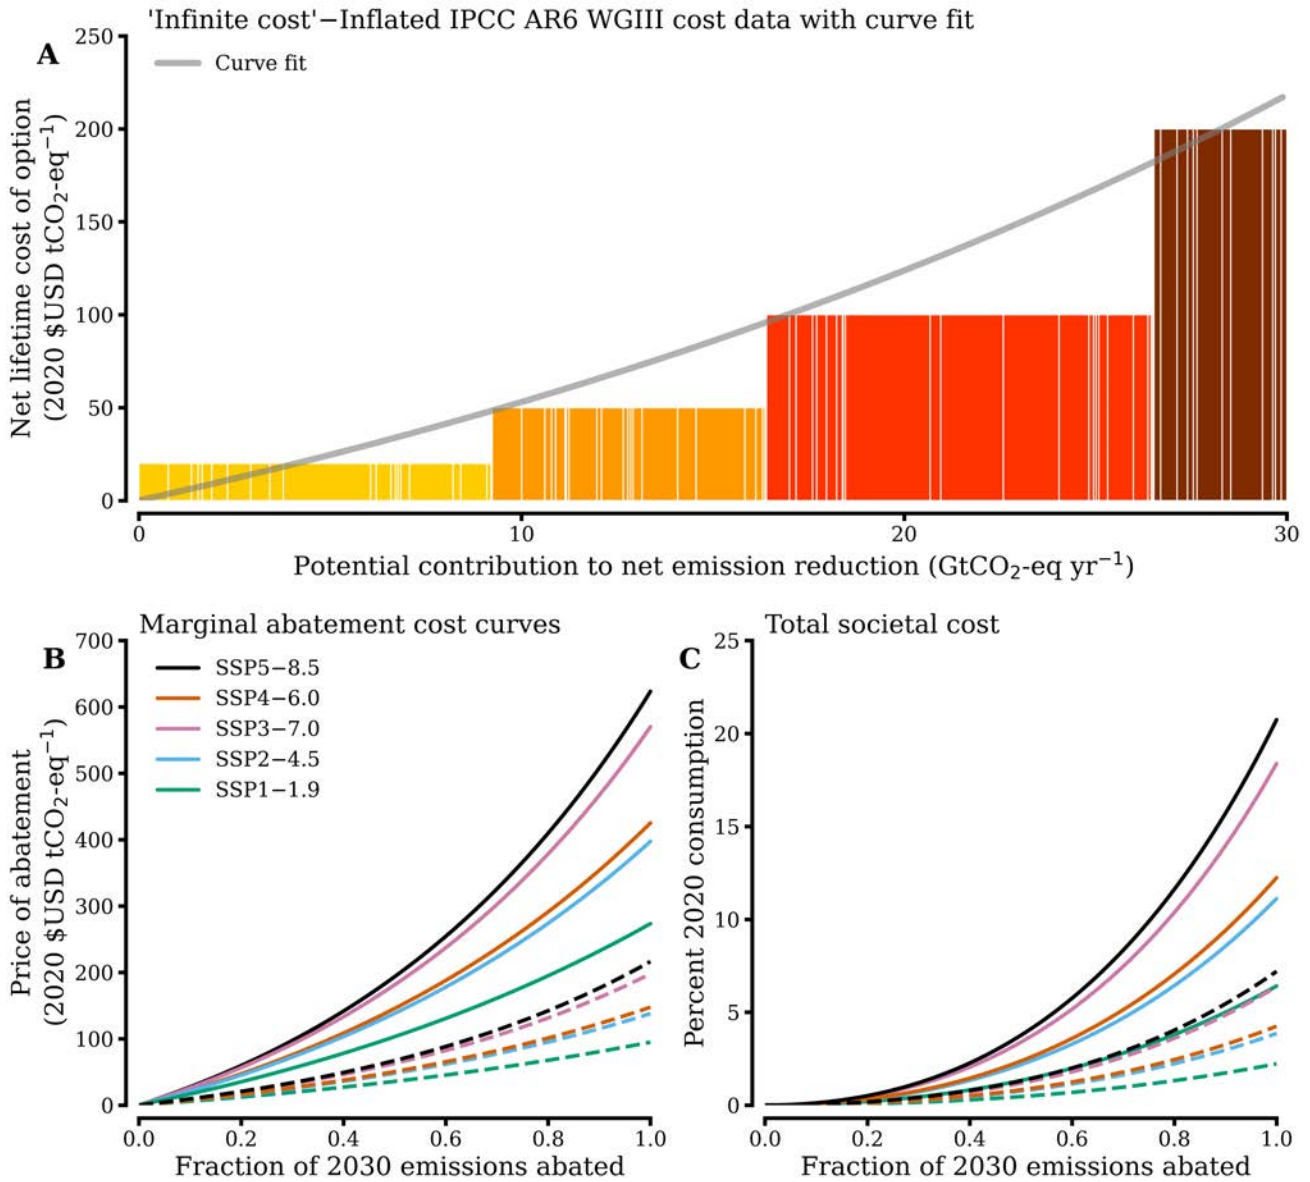 'Infinite cost'−Inflated IPCC AR6 WGIII cost data with curve fit
A
Curve fit
250
200
150
100
50
0
Net lifetime cost of option
(2020 $USD tCO₂-eq⁻¹)
0 10 20 30
Potential contribution to net emission reduction (GtCO₂-eq yr⁻¹)
Marginal abatement cost curves
B
SSP5−8.5
SSP4−6.0
SSP3−7.0
SSP2−4.5
SSP1−1.9
700
600
500
400
300
200
100
0
Price of abatement
(2020 $USD tCO₂-eq⁻¹)
0.0 0.2 0.4 0.6 0.8 1.0
Fraction of 2030 emissions abated
Total societal cost
C
25
20
15
10
5
0
Percent 2020 consumption
0.0 0.2 0.4 0.6 0.8 1.0
Fraction of 2030 emissions abated